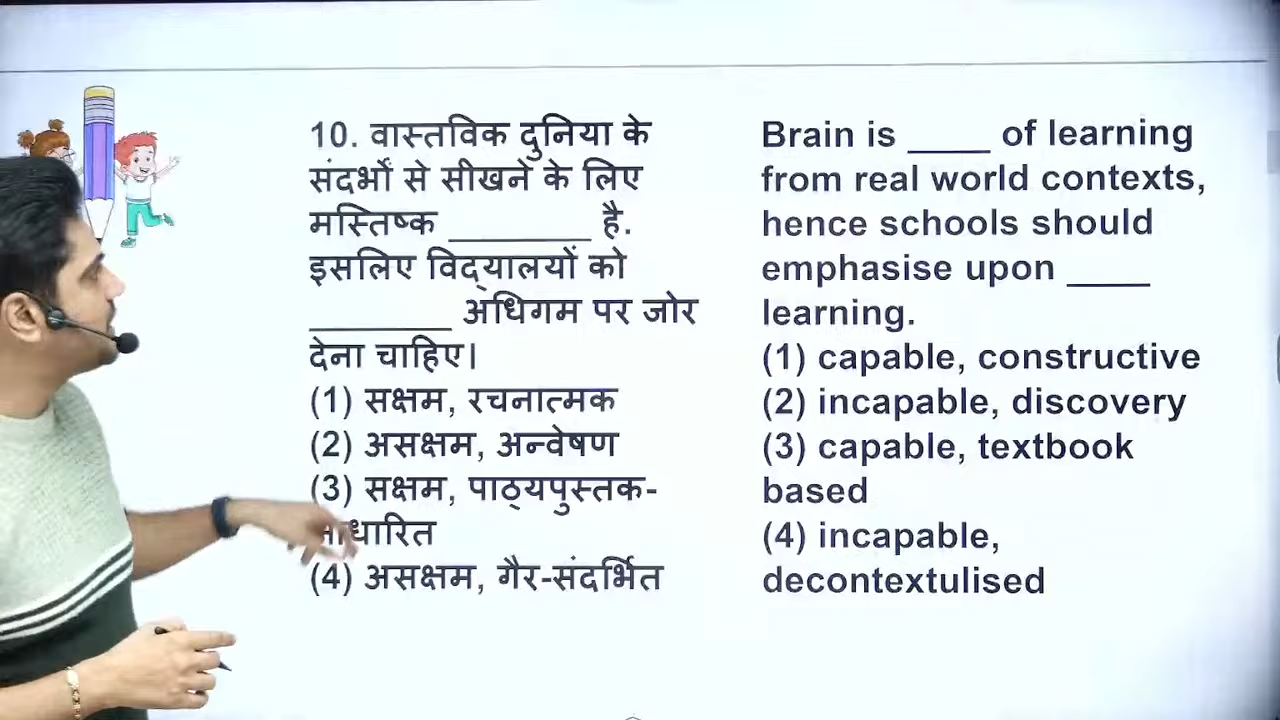 10. वास्तविक दुनिया के
संदर्भों से सीखने के लिए
मस्तिष्क ________ है.
इसलिए विद्यालयों को
________ अधिगम पर जोर
देना चाहिए।
(1) सक्षम, रचनात्मक
(2) असक्षम, अन्वेषण
(3) सक्षम, पाठ्यपुस्तक-
(4) असक्षम, गैर-संदर्भित
Brain is ____ of learning
from real world contexts,
hence schools should
emphasise upon ____
learning.
(1) capable, constructive
(2) incapable, discovery
(3) capable, textbook
based
(4) incapable,
decontextulised